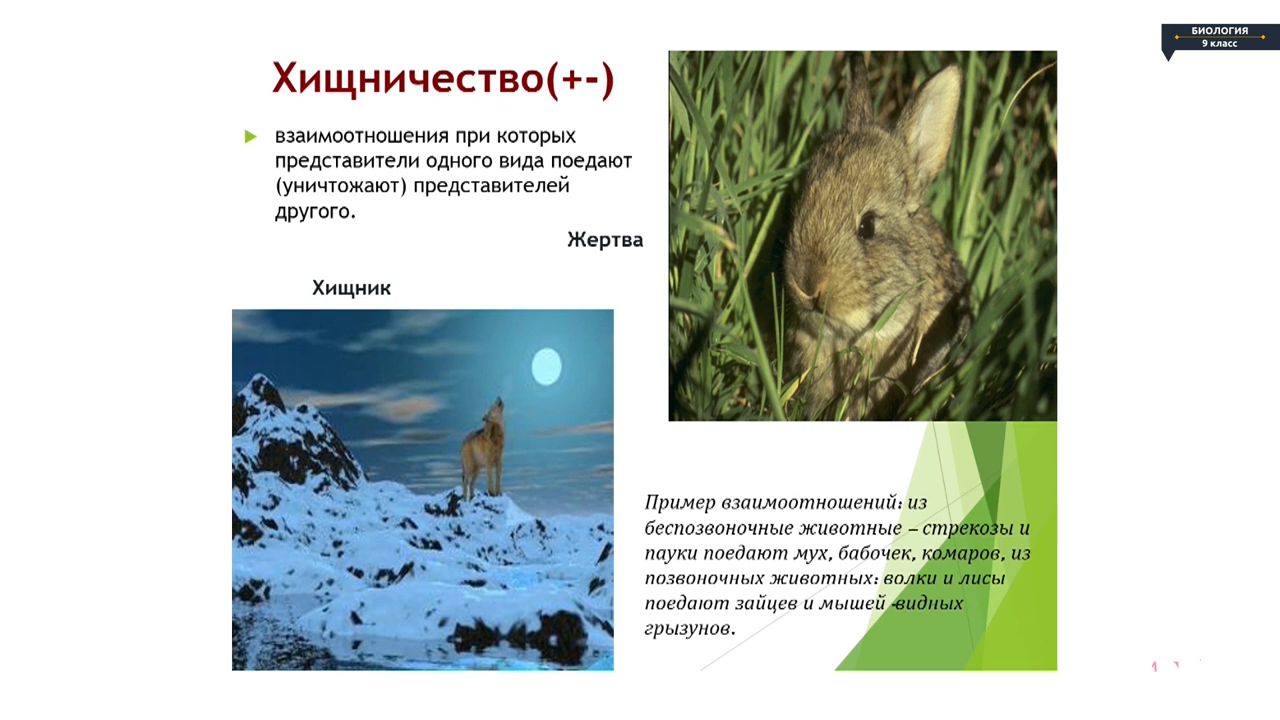 БИОЛОГИЯ
9 класс
Хищничество(+-)
взаимоотношения при которых
представители одного вида поедают
(уничтожают) представителей
другого.
Жертва
Хищник
Пример взаимоотношений: из
беспозвоночные животные – стрекозы и
пауки поедают мух, бабочек, комаров, из
позвоночных животных: волки и лисы
поедают зайцев и мышей -видных
грызунов.